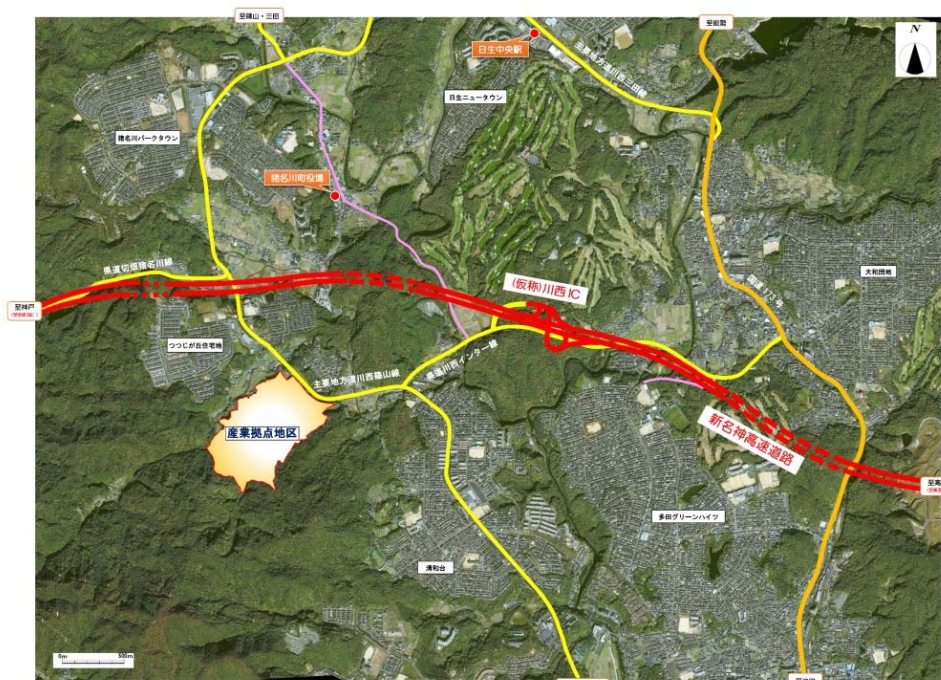 至篠山・三田
至能勢
N
日生中央駅
主要地方道川西三田線
日生ニュータウン
猪名川パークタウン
猪名川町役場
大和団地
国道173号
県道切畑猪名川線
(仮称)川西IC
至神戸
つつじが丘住宅地
主要地方道川西篠山線
県道川西インター線
産業拠点地区
新名神高速道路
至高
多田グリーンハイツ
清和台
0m
500m